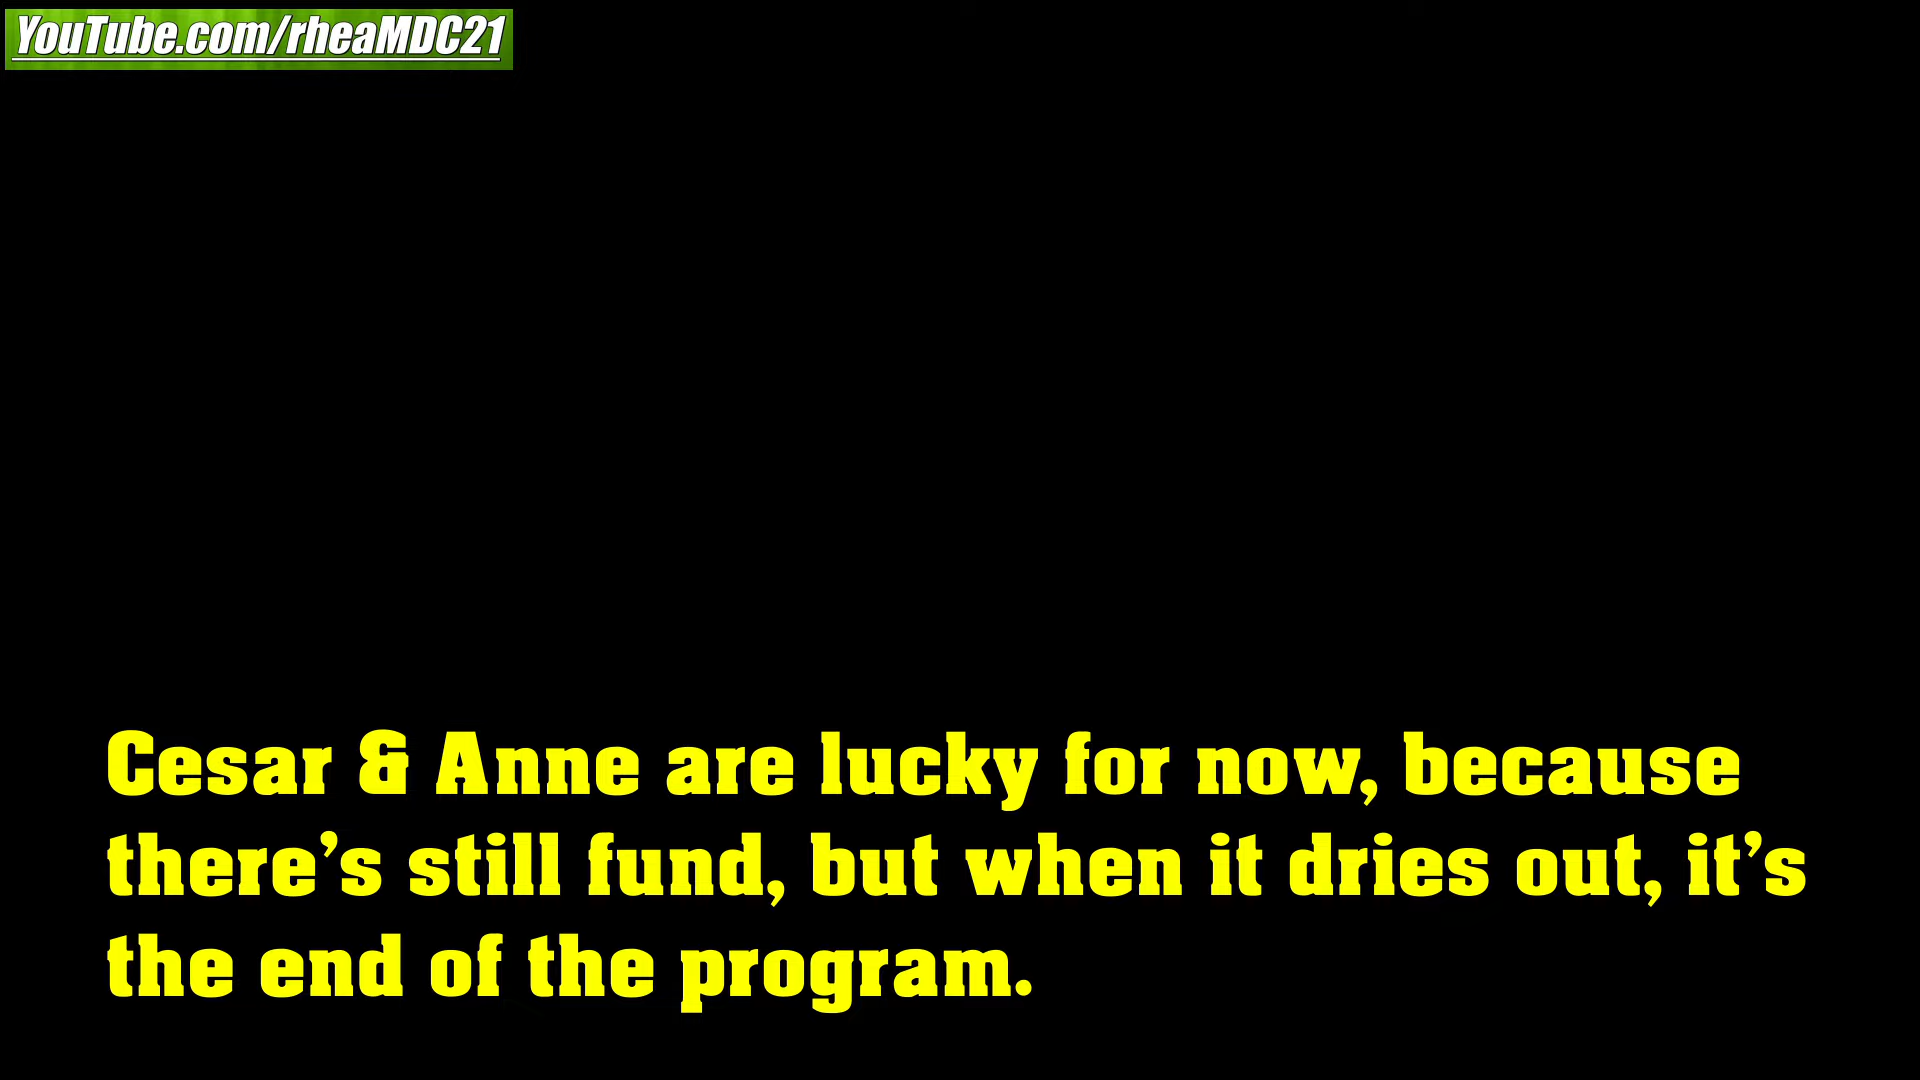 YouTube.com/rheaMDC21
Cesar & Anne are lucky for now, because
there’s still fund, but when it dries out, it’s
the end of the program.